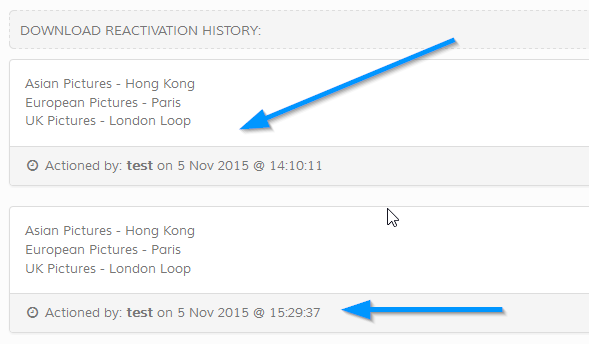 DOWNLOAD REACTIVATION HISTORY:
Asian Pictures - Hong Kong
European Pictures - Paris
UK Pictures - London Loop
Actioned by: test on 5 Nov 2015 @ 14:10:11
Asian Pictures - Hong Kong
European Pictures - Paris
UK Pictures - London Loop
Actioned by: test on 5 Nov 2015 @ 15:29:37